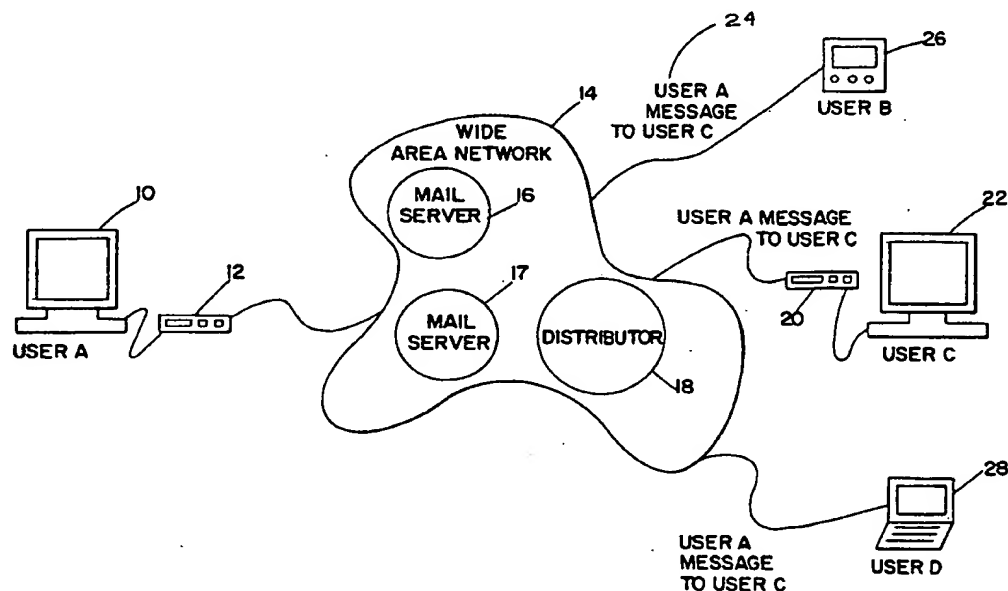 24
26
USER A
MESSAGE
TO USER C
USER B
14
WIDE
AREA NETWORK
10
MAIL
SERVER
16
USER A MESSAGE
TO USER C
22
12
17
MAIL
SERVER
DISTRIBUTOR
18
20
USER A
USER C
28
USER A
MESSAGE
TO USER C
USER D